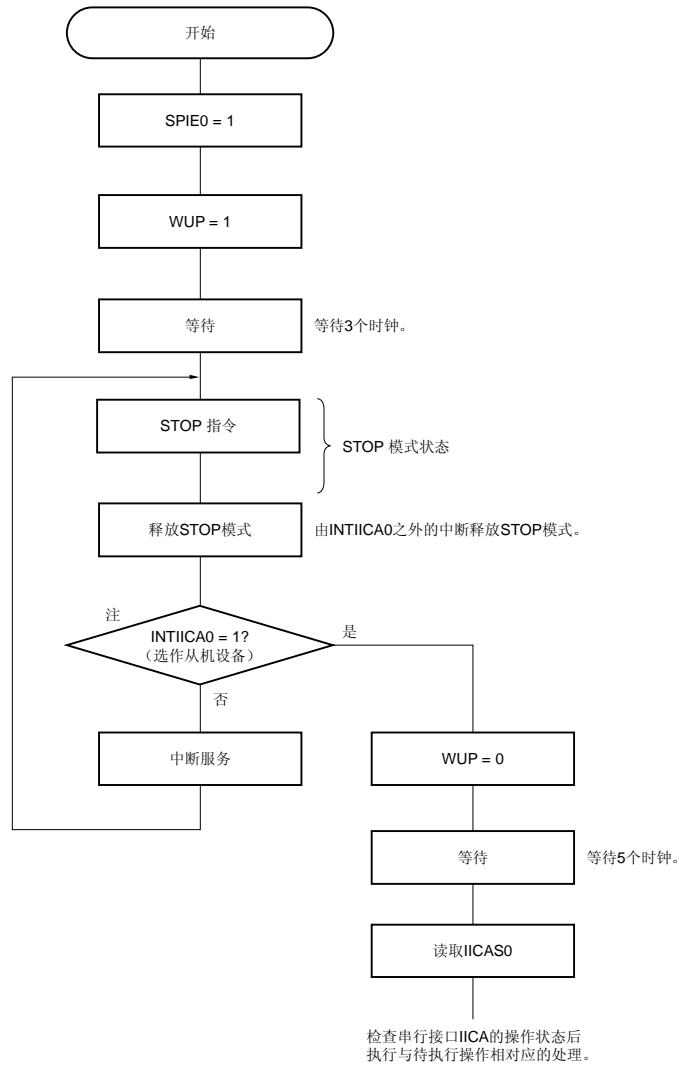 开始
SPIE0 = 1
WUP = 1
等待
等待3个时钟。
STOP 指令
STOP 模式状态
释放STOP模式
由INTIICA0之外的中断释放STOP模式。
注
INTIICA0 = 1?
（选作从机设备）
是
否
中断服务
WUP = 0
等待
等待5个时钟。
读取IICAS0
检查串行接口IICA的操作状态后
执行与待执行操作相对应的处理。